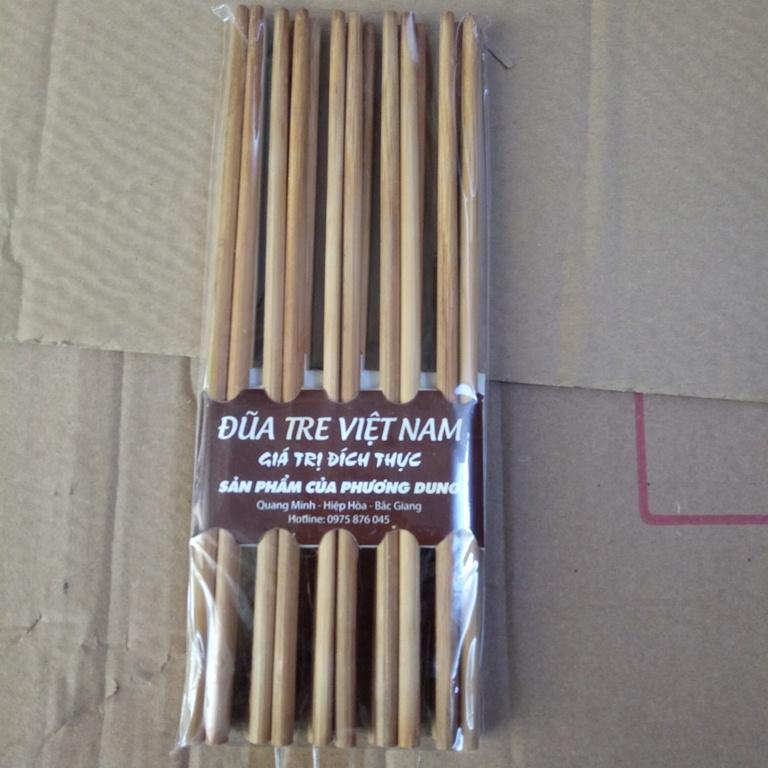 ĐŨA TRE VIỆT NAM
GIÁ TRỊ ĐÍCH THỰC
SẢN PHẨM CỦA PHƯƠNG DUNG
Quang Minh - Hiệp Hòa - Bắc Giang
Hotline: 0975 876 045